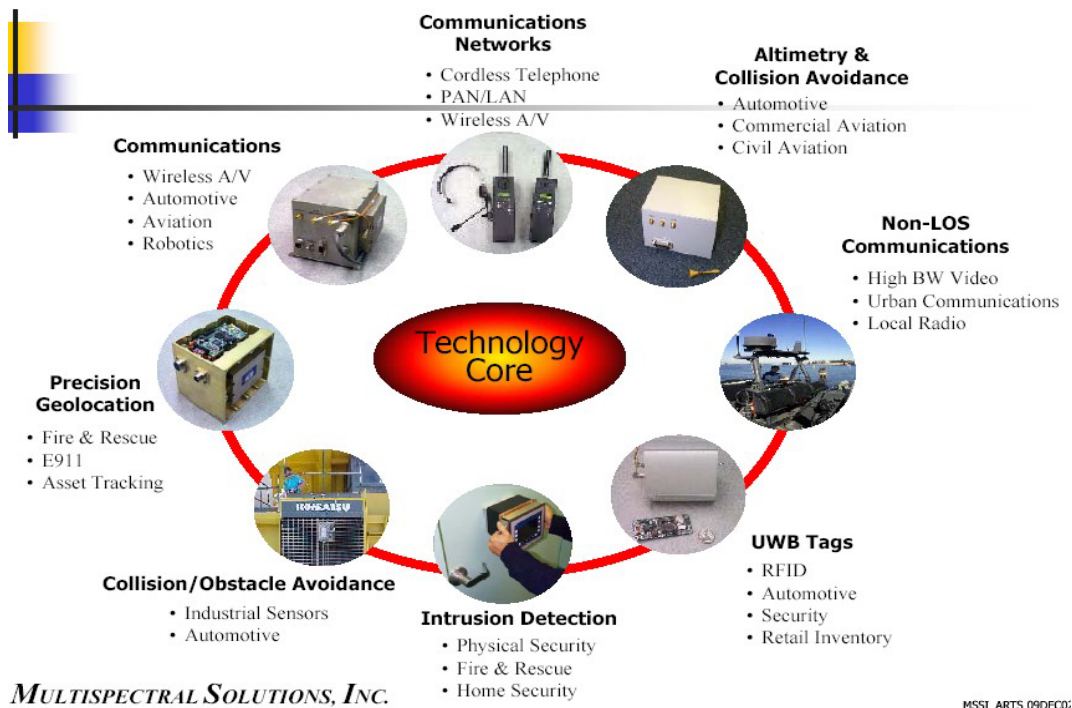 Communications
Networks
• Cordless Telephone
• PAN/LAN
• Wireless A/V
Altimetry &
Collision Avoidance
• Automotive
• Commercial Aviation
• Civil Aviation
Communications
• Wireless A/V
• Automotive
• Aviation
• Robotics
Non-LOS
Communications
• High BW Video
• Urban Communications
• Local Radio
Technology
Core
Precision
Geolocation
• Fire & Rescue
• E911
• Asset Tracking
KOMATSU
UWB Tags
• RFID
• Automotive
• Security
• Retail Inventory
Collision/Obstacle Avoidance
• Industrial Sensors
• Automotive
Intrusion Detection
• Physical Security
• Fire & Rescue
• Home Security
MULTISPECTRAL SOLUTIONS, INC.
MSSI ARTS 09DEC02